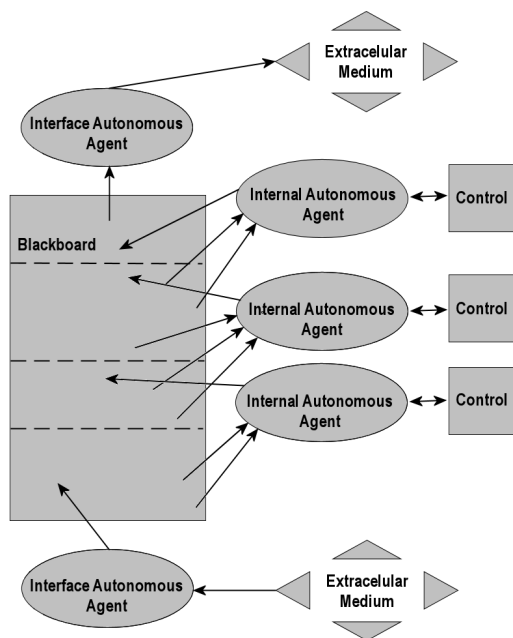 Extracelular
Medium
Interface Autonomous
Agent
Internal Autonomous
Agent
Control
Blackboard
Internal Autonomous
Agent
Control
Internal Autonomous
Agent
Control
Interface Autonomous
Agent
Extracelular
Medium